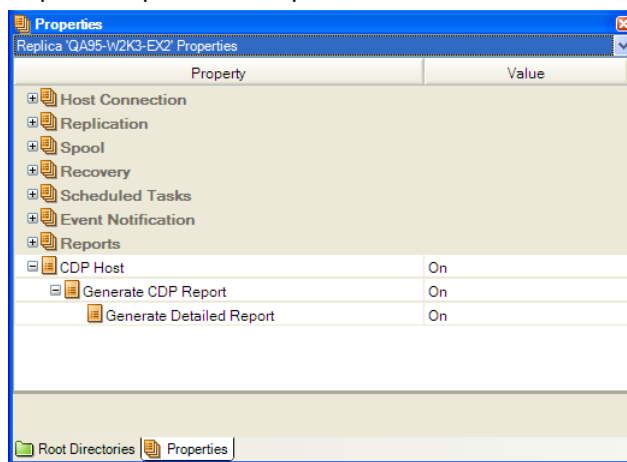 Properties
Replica 'QA95-W2K3-EX2' Properties
Property Value
Host Connection
Replication
Spool
Recovery
Scheduled Tasks
Event Notification
Reports
CDP Host On
Generate CDP Report On
Generate Detailed Report On
Root Directories Properties